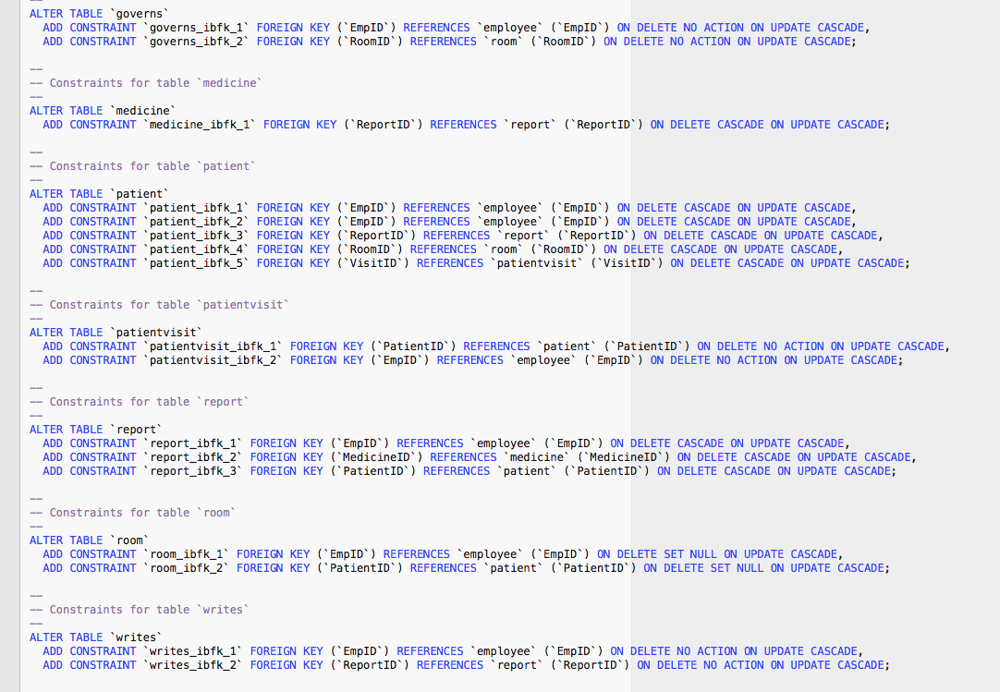 --
ALTER TABLE `governs`
  ADD CONSTRAINT `governs_ibfk_1` FOREIGN KEY (`EmpID`) REFERENCES `employee` (`EmpID`) ON DELETE NO ACTION ON UPDATE CASCADE,
  ADD CONSTRAINT `governs_ibfk_2` FOREIGN KEY (`RoomID`) REFERENCES `room` (`RoomID`) ON DELETE NO ACTION ON UPDATE CASCADE;
--
-- Constraints for table `medicine`
--
ALTER TABLE `medicine`
  ADD CONSTRAINT `medicine_ibfk_1` FOREIGN KEY (`ReportID`) REFERENCES `report` (`ReportID`) ON DELETE CASCADE ON UPDATE CASCADE;
--
-- Constraints for table `patient`
--
ALTER TABLE `patient`
  ADD CONSTRAINT `patient_ibfk_1` FOREIGN KEY (`EmpID`) REFERENCES `employee` (`EmpID`) ON DELETE CASCADE ON UPDATE CASCADE,
  ADD CONSTRAINT `patient_ibfk_2` FOREIGN KEY (`EmpID`) REFERENCES `employee` (`EmpID`) ON DELETE CASCADE ON UPDATE CASCADE,
  ADD CONSTRAINT `patient_ibfk_3` FOREIGN KEY (`ReportID`) REFERENCES `report` (`ReportID`) ON DELETE CASCADE ON UPDATE CASCADE,
  ADD CONSTRAINT `patient_ibfk_4` FOREIGN KEY (`RoomID`) REFERENCES `room` (`RoomID`) ON DELETE CASCADE ON UPDATE CASCADE,
  ADD CONSTRAINT `patient_ibfk_5` FOREIGN KEY (`VisitID`) REFERENCES `patientvisit` (`VisitID`) ON DELETE CASCADE ON UPDATE CASCADE;
--
-- Constraints for table `patientvisit`
--
ALTER TABLE `patientvisit`
  ADD CONSTRAINT `patientvisit_ibfk_1` FOREIGN KEY (`PatientID`) REFERENCES `patient` (`PatientID`) ON DELETE NO ACTION ON UPDATE CASCADE,
  ADD CONSTRAINT `patientvisit_ibfk_2` FOREIGN KEY (`EmpID`) REFERENCES `employee` (`EmpID`) ON DELETE NO ACTION ON UPDATE CASCADE;
--
-- Constraints for table `report`
--
ALTER TABLE `report`
  ADD CONSTRAINT `report_ibfk_1` FOREIGN KEY (`EmpID`) REFERENCES `employee` (`EmpID`) ON DELETE CASCADE ON UPDATE CASCADE,
  ADD CONSTRAINT `report_ibfk_2` FOREIGN KEY (`MedicineID`) REFERENCES `medicine` (`MedicineID`) ON DELETE CASCADE ON UPDATE CASCADE,
  ADD CONSTRAINT `report_ibfk_3` FOREIGN KEY (`PatientID`) REFERENCES `patient` (`PatientID`) ON DELETE CASCADE ON UPDATE CASCADE;
--
-- Constraints for table `room`
--
ALTER TABLE `room`
  ADD CONSTRAINT `room_ibfk_1` FOREIGN KEY (`EmpID`) REFERENCES `employee` (`EmpID`) ON DELETE SET NULL ON UPDATE CASCADE,
  ADD CONSTRAINT `room_ibfk_2` FOREIGN KEY (`PatientID`) REFERENCES `patient` (`PatientID`) ON DELETE SET NULL ON UPDATE CASCADE;
--
-- Constraints for table `writes`
--
ALTER TABLE `writes`
  ADD CONSTRAINT `writes_ibfk_1` FOREIGN KEY (`EmpID`) REFERENCES `employee` (`EmpID`) ON DELETE NO ACTION ON UPDATE CASCADE,
  ADD CONSTRAINT `writes_ibfk_2` FOREIGN KEY (`ReportID`) REFERENCES `report` (`ReportID`) ON DELETE NO ACTION ON UPDATE CASCADE;